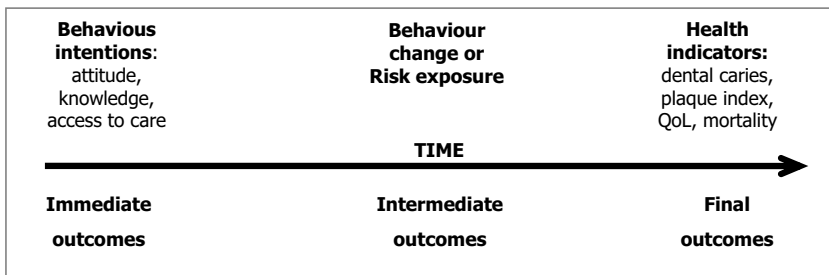 Behavious
intentions:
attitude,
knowledge,
access to care
Behaviour
change or
Risk exposure
Health
indicators:
dental caries,
plaque index,
QoL, mortality
TIME
Immediate
outcomes
Intermediate
outcomes
Final
outcomes